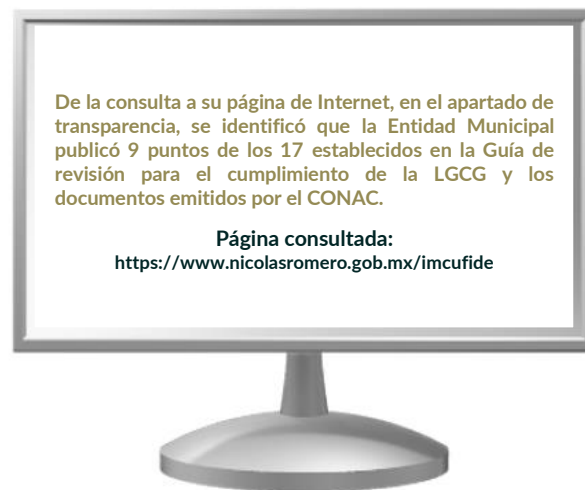 De la consulta a su página de Internet, en el apartado de
transparencia, se identificó que la Entidad Municipal
publicó 9 puntos de los 17 establecidos en la Guía de
revisión para el cumplimiento de la LGCG y los
documentos emitidos por el CONAC.
Página consultada:
https://www.nicolasromero.gob.mx/imcufide